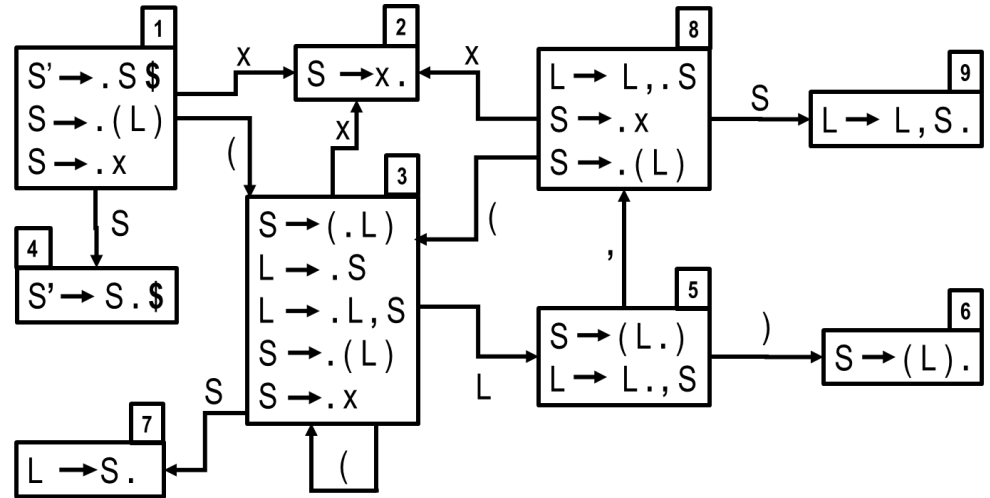 1
S' → . S $
S → . ( L )
S → . x
x
2
S → x .
x
8
L → L , . S
S → . x
S → . ( L )
S
9
L → L , S .
(
x
3
S → ( . L )
L → . S
L → . L , S
S → . ( L )
S → . x
(
S
4
S' → S . $
,
5
S → ( L . )
L → L . , S
)
6
S → ( L ) .
L
S
7
L → S .
(